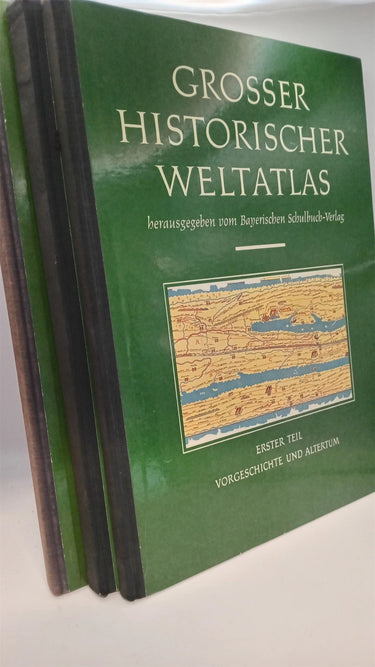 GROSSER
HISTORISCHER
WELTATLAS
herausgegeben vom Bayerischen Schulbuch-Verlag
ERSTER TEIL
VORGESCHICHTE UND ALTERTUM